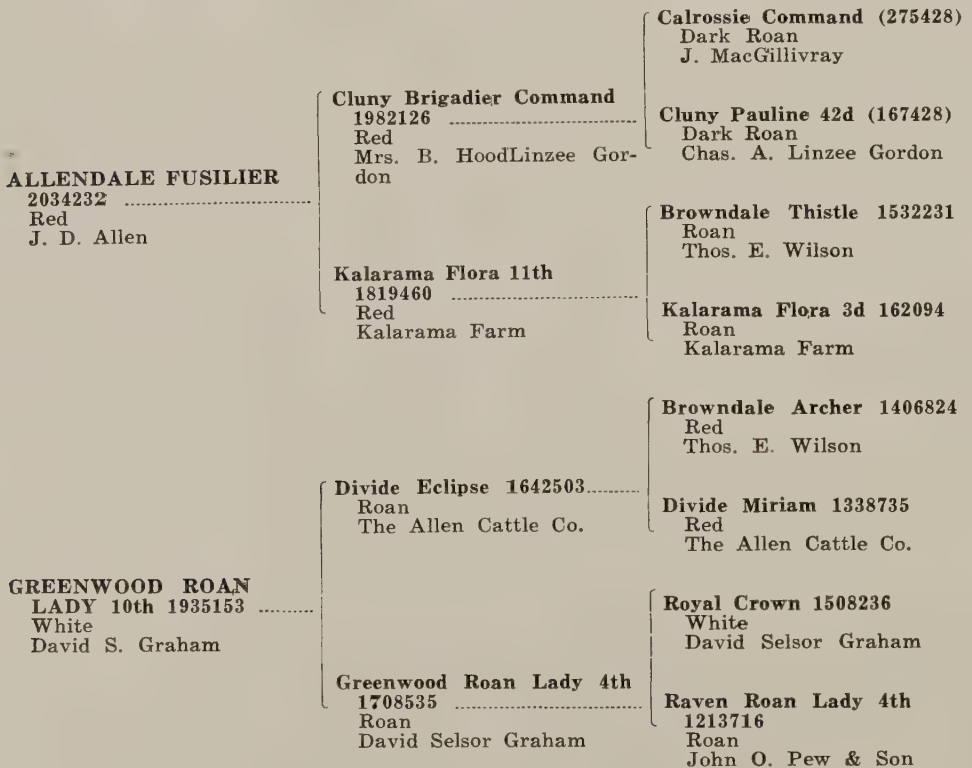 ALLENDALE FUSILIER
2034232
Red
J. D. Allen
Cluny Brigadier Command
1982126
Red
Mrs. B. HoodLinzee Gor-
don
Calrossie Command (275428)
Dark Roan
J. MacGillivray
Cluny Pauline 42d (167428)
Dark Roan
Chas. A. Linzee Gordon
Kalarama Flora 11th
1819460
Red
Kalarama Farm
Browndale Thistle 1532231
Roan
Thos. E. Wilson
Kalarama Flora 3d 162094
Roan
Kalarama Farm
GREENWOOD ROAN
LADY 10th 1935153
White
David S. Graham
Divide Eclipse 1642503
Roan
The Allen Cattle Co.
Browndale Archer 1406824
Red
Thos. E. Wilson
Divide Miriam 1338735
Red
The Allen Cattle Co.
Greenwood Roan Lady 4th
1708535
Roan
David Selsor Graham
Royal Crown 1508236
White
David Selsor Graham
Raven Roan Lady 4th
1213716
Roan
John O. Pew & Son